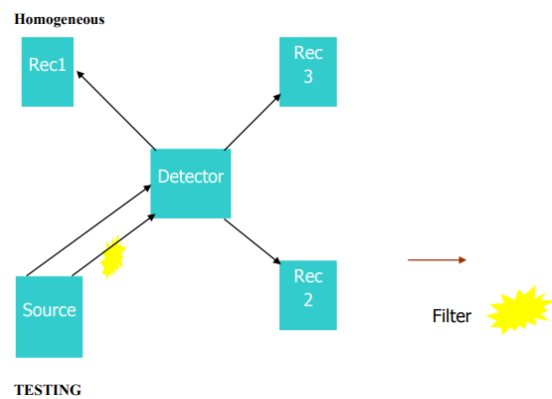 Homogeneous
Rec1
Rec
3
Detector
Rec
2
Source
Filter
TESTING